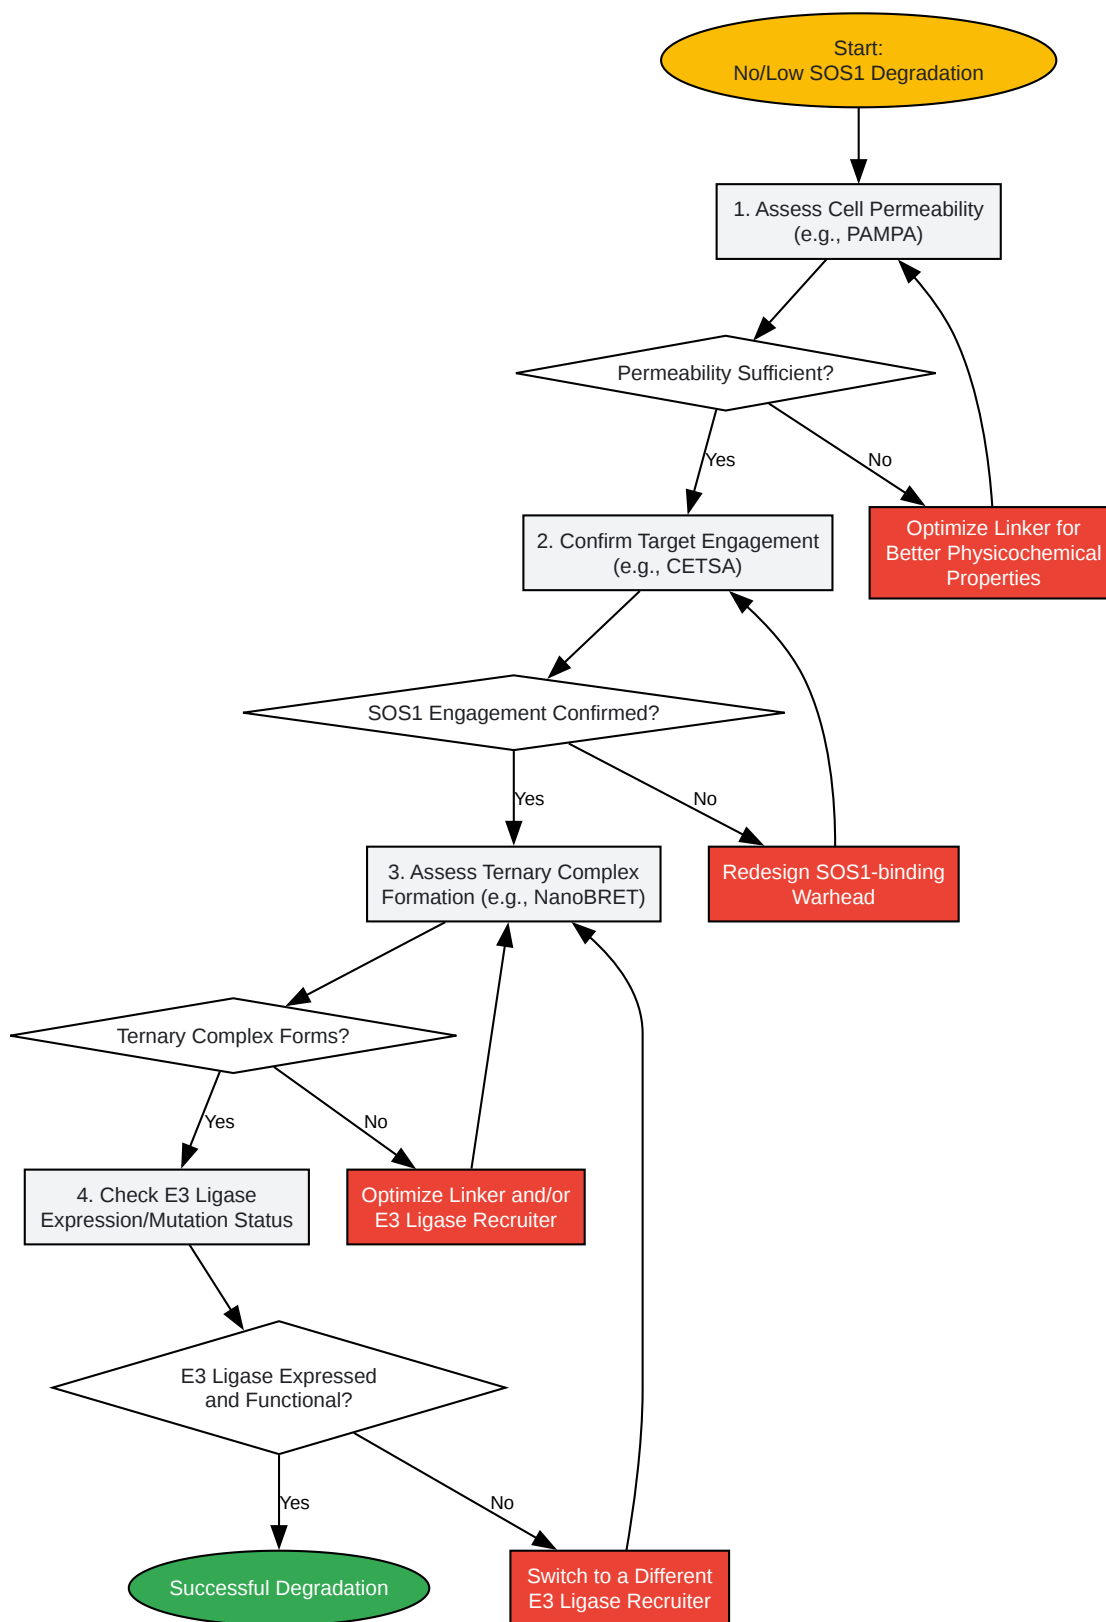 Start:
No/Low SOS1 Degradation
1. Assess Cell Permeability
(e.g., PAMPA)
Permeability Sufficient?
Yes
No
Optimize Linker for
Better Physicochemical
Properties
2. Confirm Target Engagement
(e.g., CETSA)
SOS1 Engagement Confirmed?
Yes
No
Redesign SOS1-binding
Warhead
3. Assess Ternary Complex
Formation (e.g., NanoBRET)
Ternary Complex Forms?
Yes
No
4. Check E3 Ligase
Expression/Mutation Status
Optimize Linker and/or
E3 Ligase Recruiter
E3 Ligase Expressed
and Functional?
Yes
No
Successful Degradation
Switch to a Different
E3 Ligase Recruiter